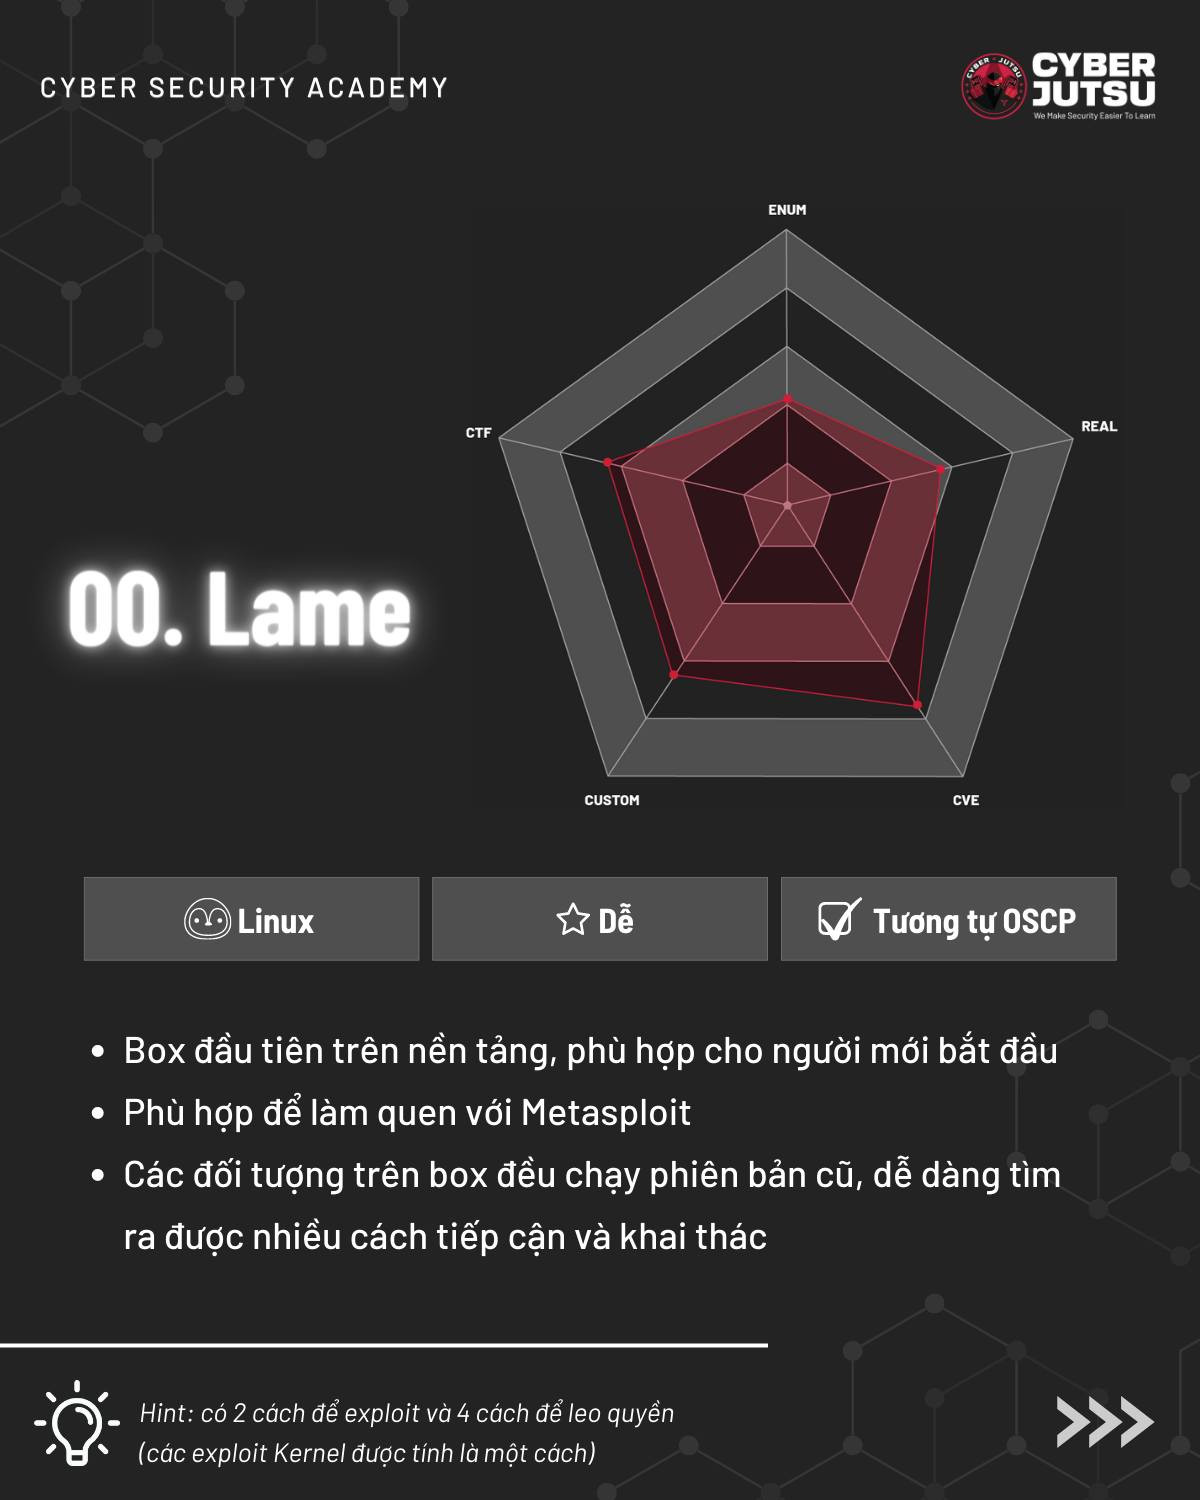 CYBER SECURITY ACADEMY
CYBER JUTSU
CYBER
JUTSU
We Make Security Easier To Learn
ENUM
CTF
REAL
00. Lame
CUSTOM
CVE
Linux
Dễ
Tương tự OSCP
• Box đầu tiên trên nền tảng, phù hợp cho người mới bắt đầu
• Phù hợp để làm quen với Metasploit
• Các đối tượng trên box đều chạy phiên bản cũ, dễ dàng tìm
ra được nhiều cách tiếp cận và khai thác
Hint: có 2 cách để exploit và 4 cách để leo quyền
(các exploit Kernel được tính là một cách)